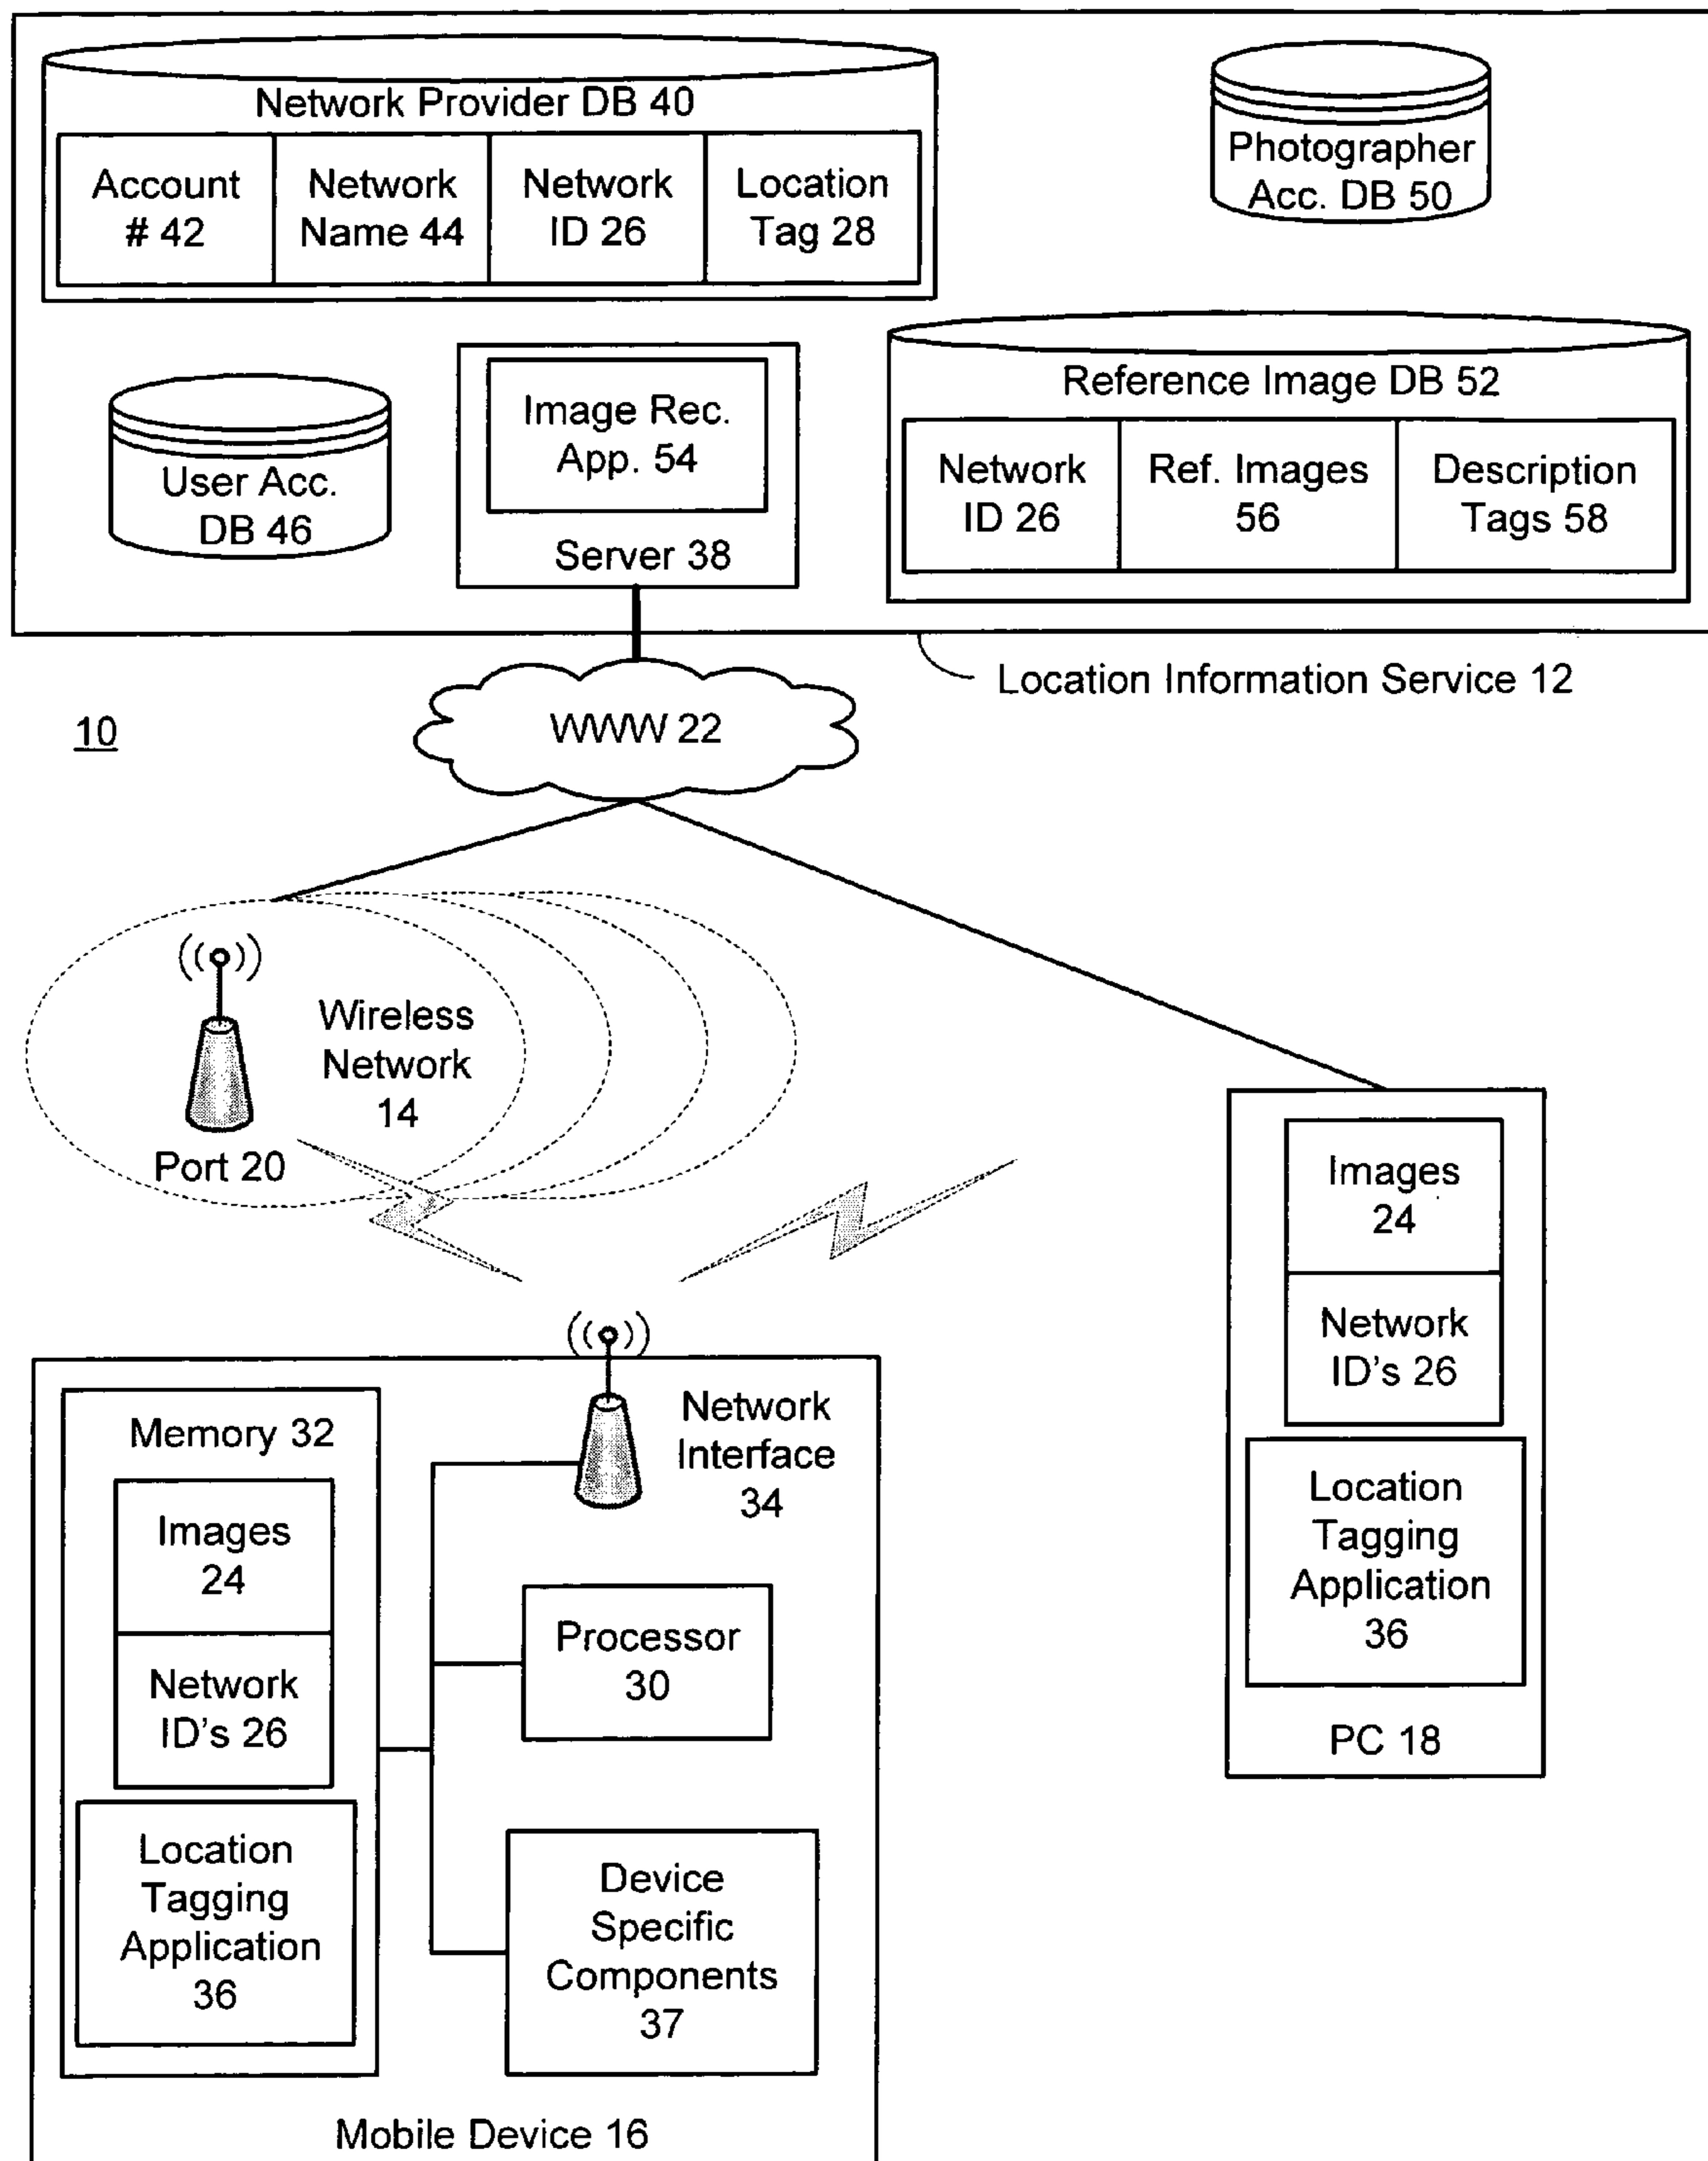 Network Provider DB 40
Account
# 42
Network
Name 44
Network
ID 26
Location
Tag 28
Photographer
Acc. DB 50
User Acc.
DB 46
Image Rec.
App. 54
Server 38
Reference Image DB 52
Network
ID 26
Ref. Images
56
Description
Tags 58
Location Information Service 12
WWW 22
10
Wireless
Network
14
Port 20
Images
24
Network
ID's 26
Location
Tagging
Application
36
PC 18
Memory 32
Images
24
Network
ID's 26
Location
Tagging
Application
36
Network
Interface
34
Processor
30
Device
Specific
Components
37
Mobile Device 16